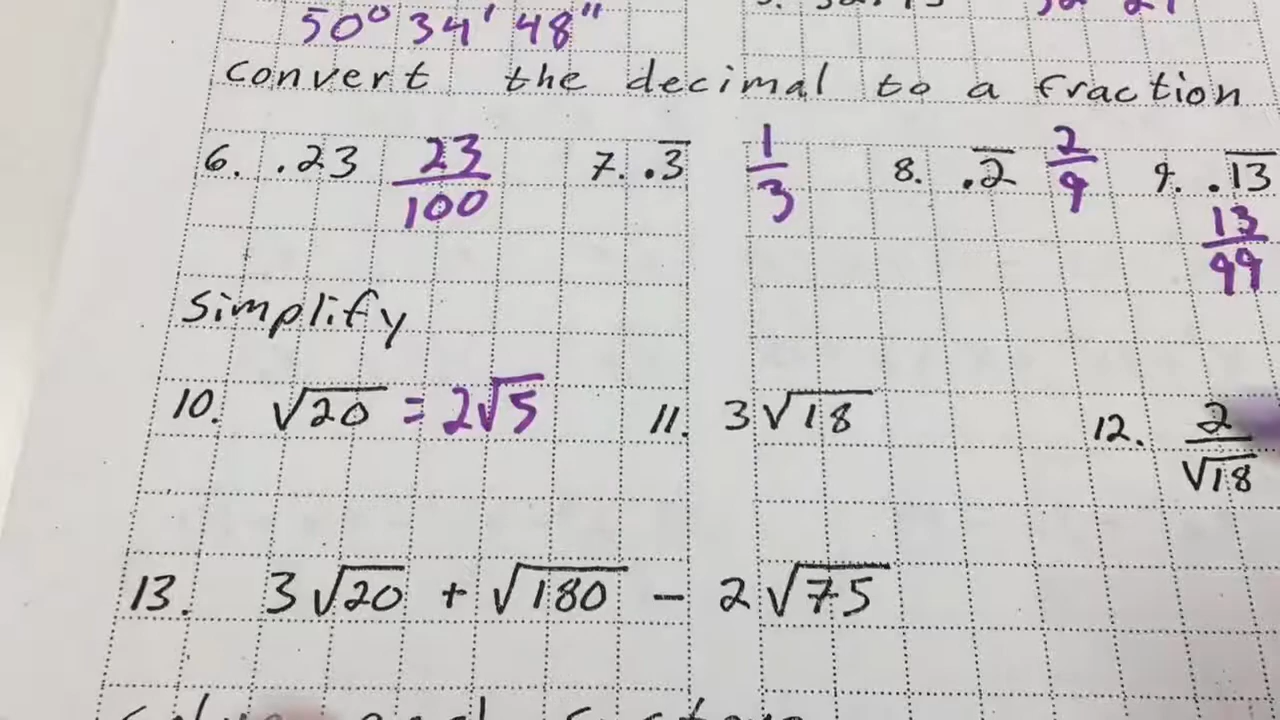 50° 34' 48"
convert the decimal to a fraction
6. .23 23/100 7. .3̅ 1/3 8. .2̅ 2/9 9. .1̅3̅ 13/99
Simplify
10. √20 = 2√5 11. 3√18 12. 2/√18
13. 3√20 + √180 - 2√75